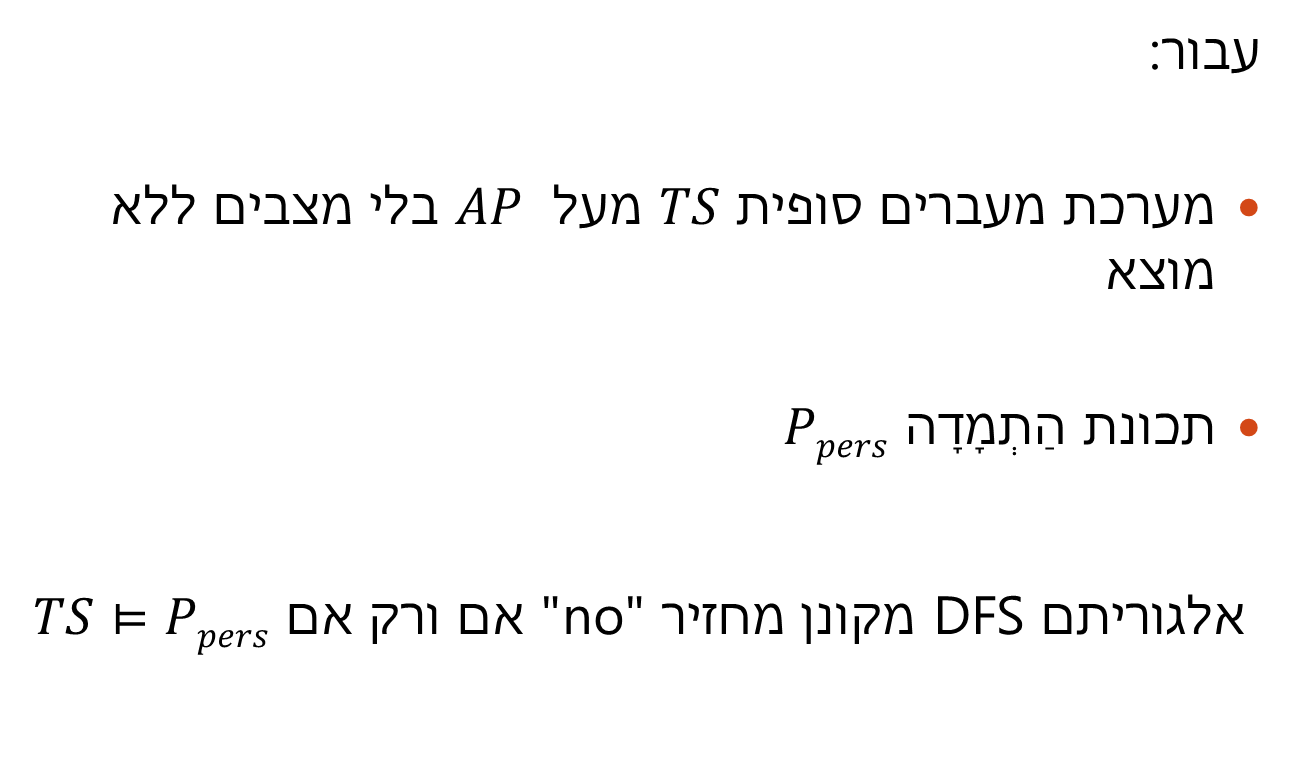 עבור:
• מערכת מעברים סופית TS מעל AP בלי מצבים ללא
מוצא
• תכונת הַתְמָדָה P_pers
אלגוריתם DFS מקונן מחזיר "no" אם ורק אם TS ⊨ P_pers